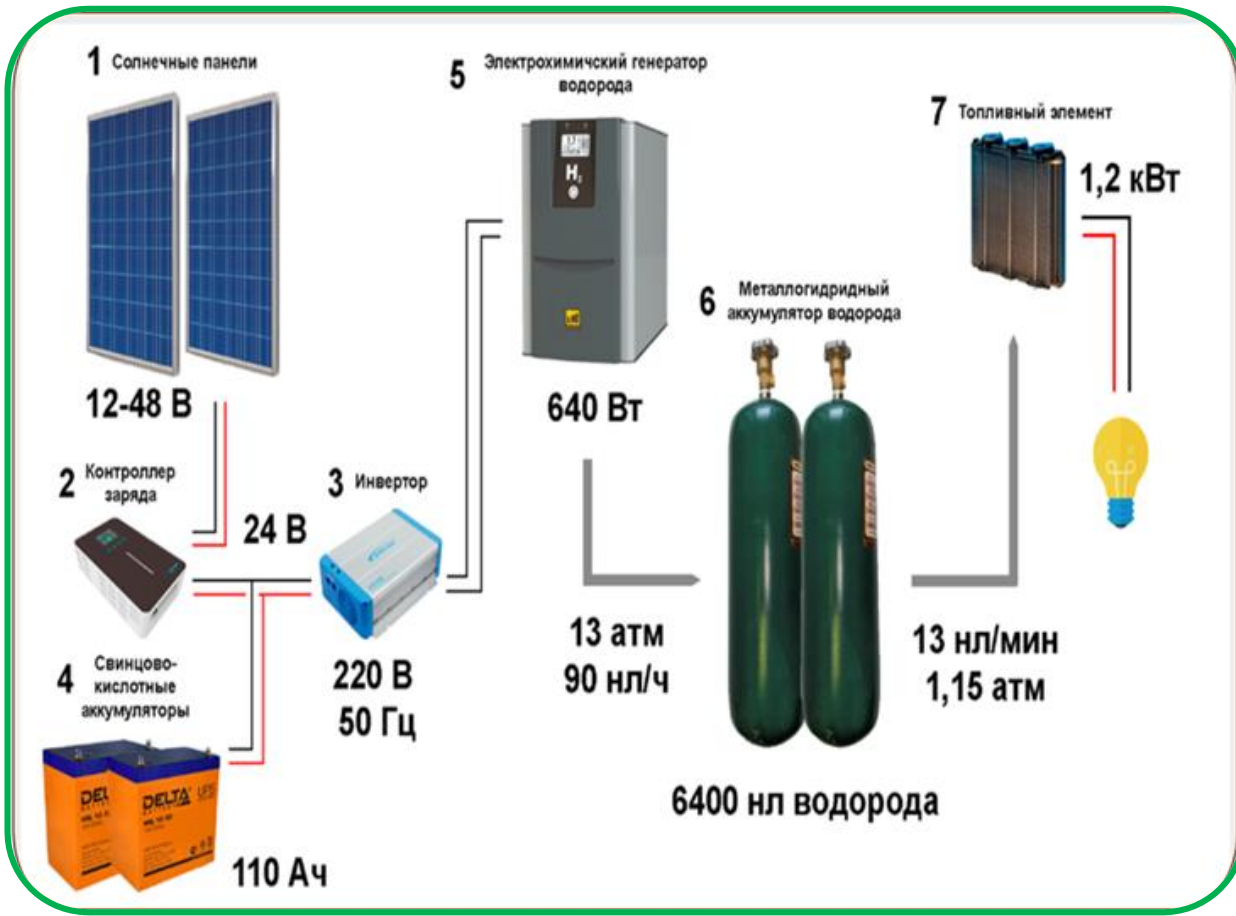 1 Солнечные панели
12-48 В
2 Контроллер
заряда
24 В
3 Инвертор
220 В
50 Гц
4 Свинцово-
кислотные
аккумуляторы
DELTA
110 Ач
5 Электрохимичский генератор
водорода
H₂
640 Вт
13 атм
90 нл/ч
6 Металлогидридный
аккумулятор водорода
6400 нл водорода
13 нл/мин
1,15 атм
7 Топливный элемент
1,2 кВт